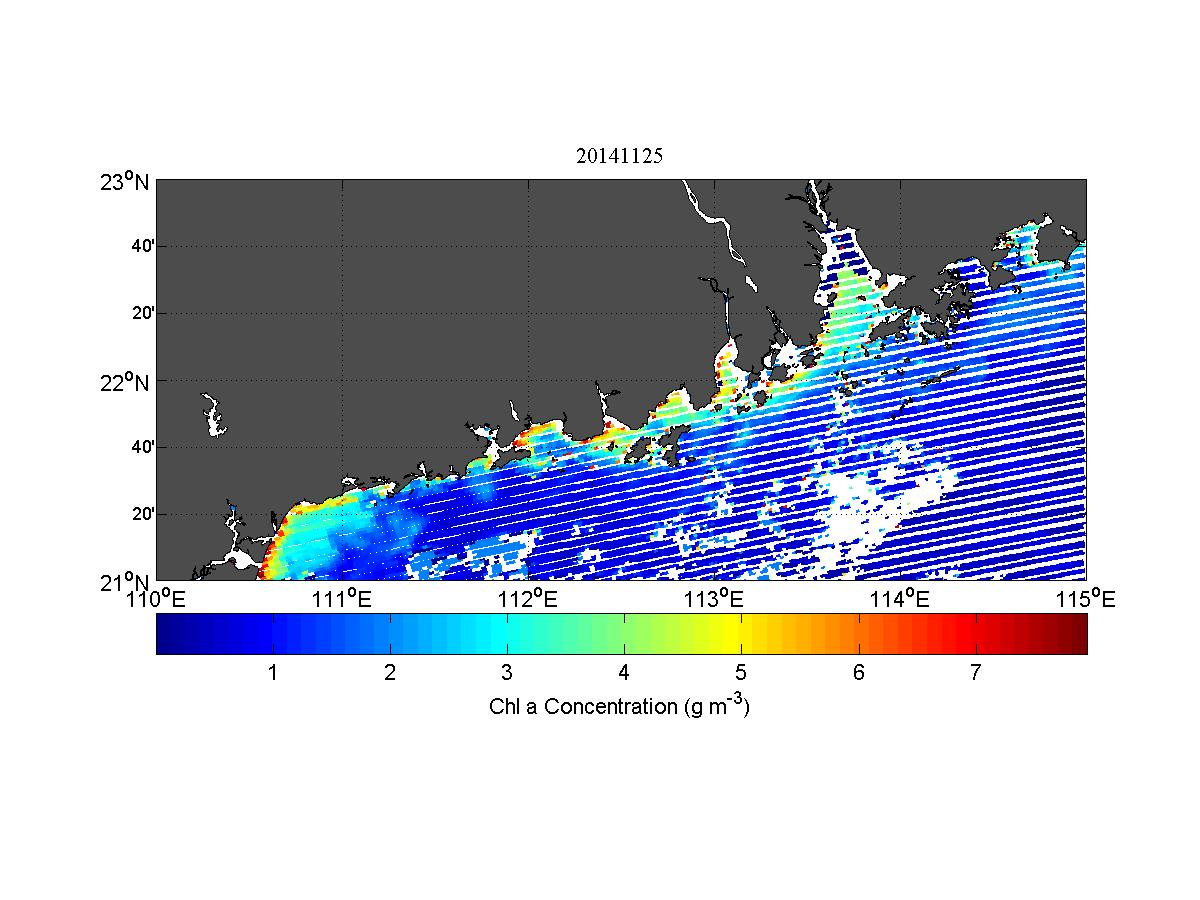 20141125
23°N
40'
20'
22°N
40'
20'
21°N
110°E 111°E 112°E 113°E 114°E 115°E
1 2 3 4 5 6 7
Chl a Concentration (g m⁻³)